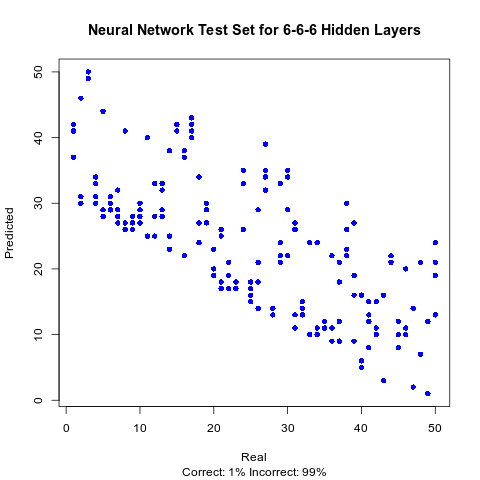 Neural Network Test Set for 6-6-6 Hidden Layers
Predicted
50
40
30
20
10
0
0 10 20 30 40 50
Real
Correct: 1% Incorrect: 99%